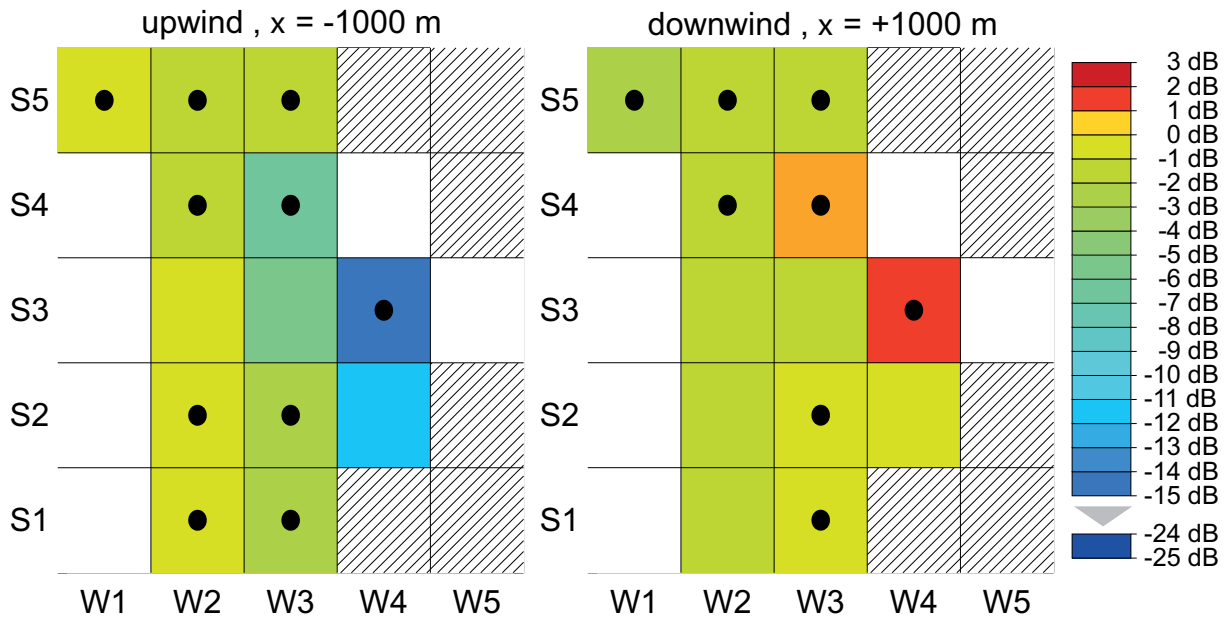 upwind , x = -1000 m
downwind , x = +1000 m
S5
S4
S3
S2
S1
W1 W2 W3 W4 W5
S5
S4
S3
S2
S1
W1 W2 W3 W4 W5
3 dB
2 dB
1 dB
0 dB
-1 dB
-2 dB
-3 dB
-4 dB
-5 dB
-6 dB
-7 dB
-8 dB
-9 dB
-10 dB
-11 dB
-12 dB
-13 dB
-14 dB
-15 dB
-24 dB
-25 dB